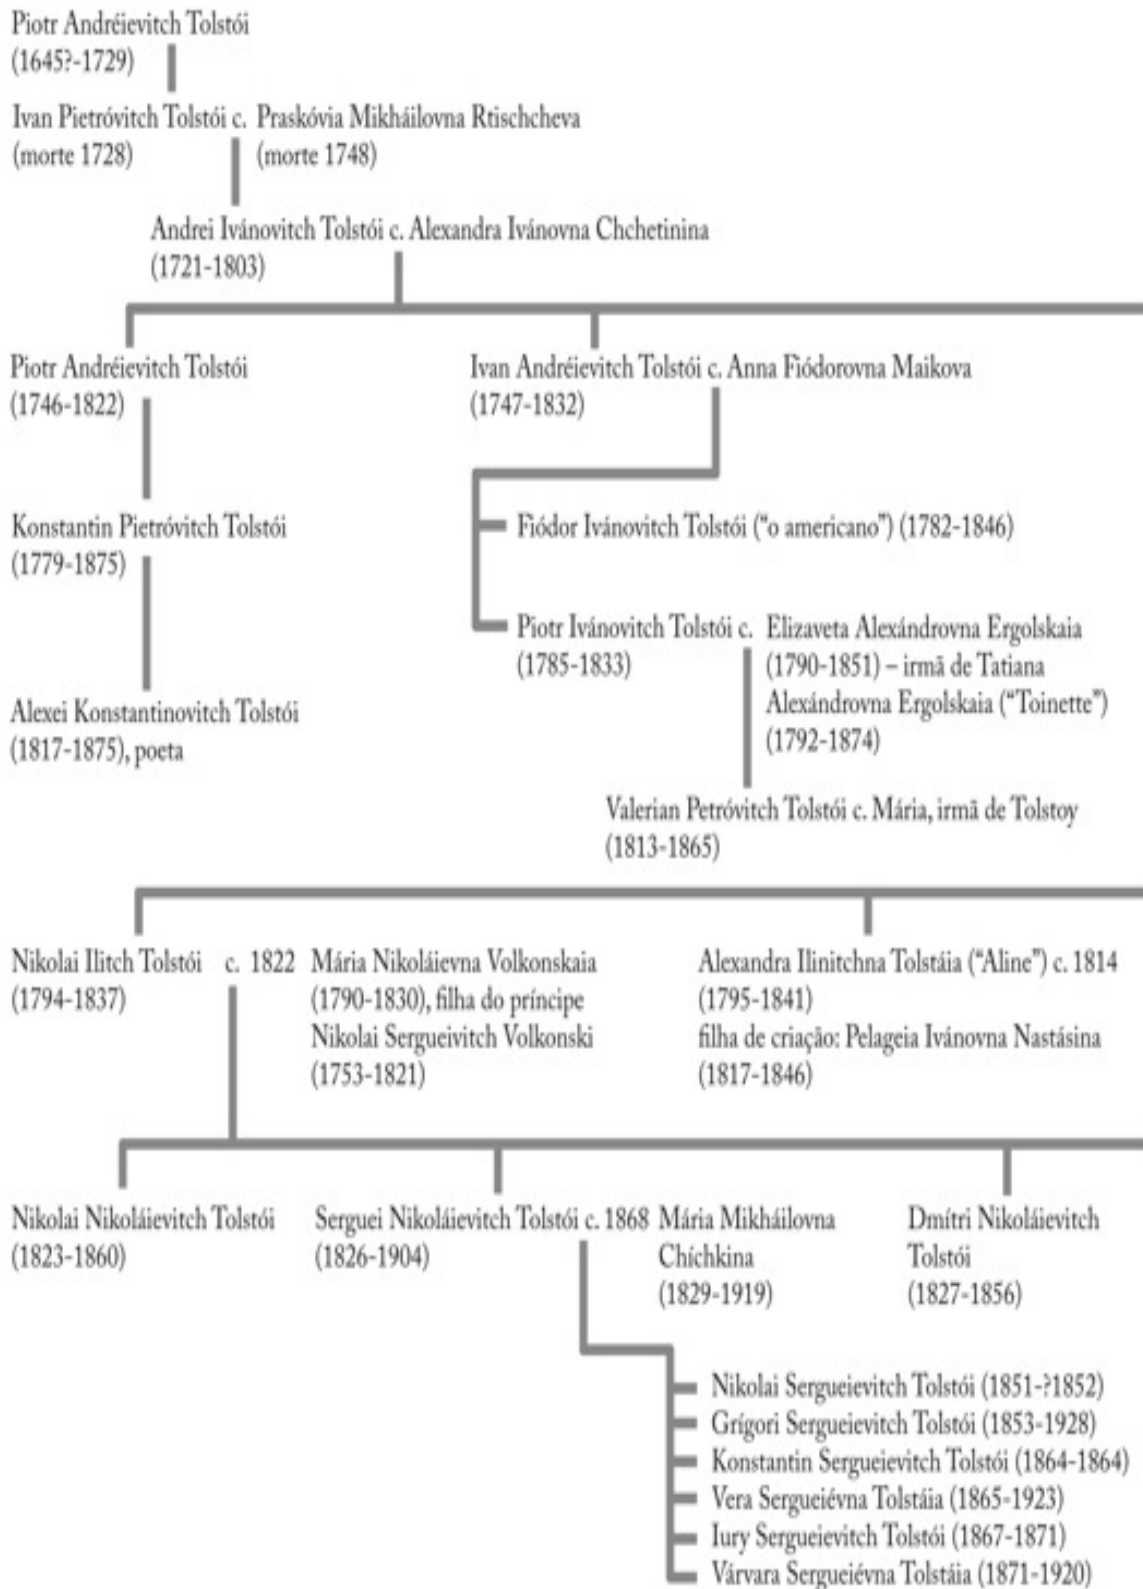 Piotr Andréievitch Tolstói
(1645?-1729)
Ivan Pietróvitch Tolstói c. Praskóvia Mikháilovna Rtischcheva
(morte 1728) (morte 1748)
Andrei Ivánovitch Tolstói c. Alexandra Ivánovna Chchetinina
(1721-1803)
Piotr Andréievitch Tolstói
(1746-1822)
Ivan Andréievitch Tolstói c. Anna Fiódorovna Maikova
(1747-1832)
Konstantin Pietróvitch Tolstói
(1779-1875)
Fiódor Ivánovitch Tolstói (“o americano”) (1782-1846)
Piotr Ivánovitch Tolstói c.
(1785-1833)
Elizaveta Alexándrovna Ergolskaia
(1790-1851) – irmã de Tatiana
Alexándrovna Ergolskaia (“Toinette”)
(1792-1874)
Alexei Konstantinovitch Tolstói
(1817-1875), poeta
Valerian Petróvitch Tolstói c. Mária, irmã de Tolstoy
(1813-1865)
Nikolai Ilitch Tolstói c. 1822
(1794-1837)
Mária Nikoláievna Volkonskaia
(1790-1830), filha do príncipe
Nikolai Sergueivitch Volkonski
(1753-1821)
Alexandra Ilinitchna Tolstáia (“Aline”) c. 1814
(1795-1841)
filha de criação: Pelageia Ivánovna Nastásina
(1817-1846)
Nikolai Nikoláievitch Tolstói
(1823-1860)
Serguei Nikoláievitch Tolstói c. 1868
(1826-1904)
Mária Mikháilovna
Chíchkina
(1829-1919)
Dmítri Nikoláievitch
Tolstói
(1827-1856)
Nikolai Sergueievitch Tolstói (1851-?1852)
Grígori Sergueievitch Tolstói (1853-1928)
Konstantin Sergueievitch Tolstói (1864-1864)
Vera Sergueiévna Tolstáia (1865-1923)
Iury Sergueievitch Tolstói (1867-1871)
Várvara Sergueiévna Tolstáia (1871-1920)